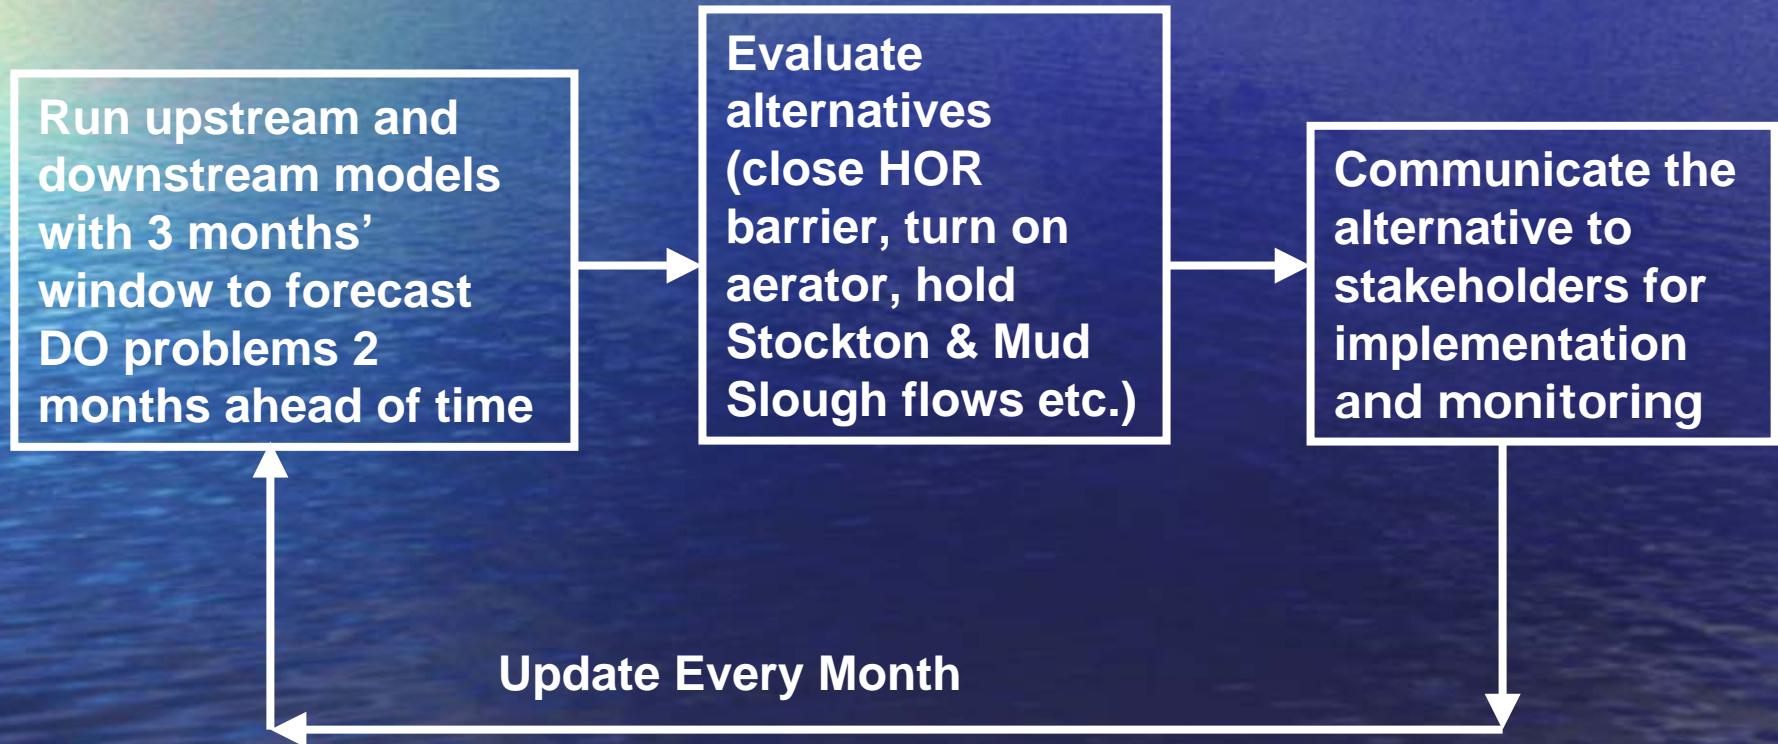 Run upstream and
downstream models
with 3 months’
window to forecast
DO problems 2
months ahead of time
Evaluate
alternatives
(close HOR
barrier, turn on
aerator, hold
Stockton & Mud
Slough flows etc.)
Communicate the
alternative to
stakeholders for
implementation
and monitoring
Update Every Month